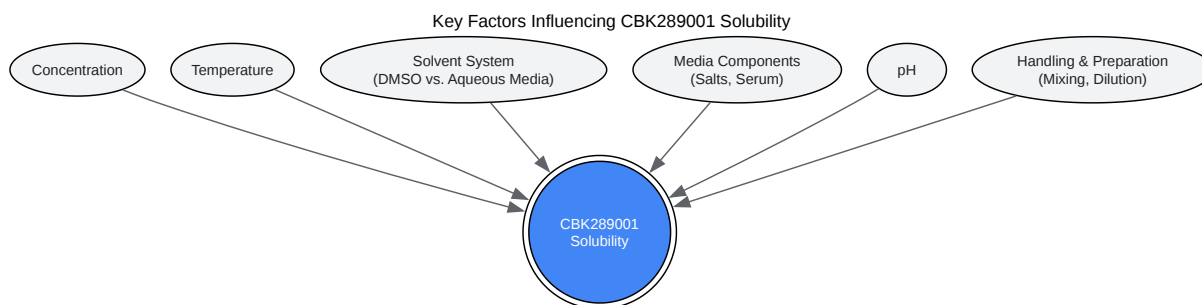 Key Factors Influencing CBK289001 Solubility
Concentration
Temperature
Solvent System
(DMSO vs. Aqueous Media)
Media Components
(Salts, Serum)
pH
Handling & Preparation
(Mixing, Dilution)
CBK289001
Solubility